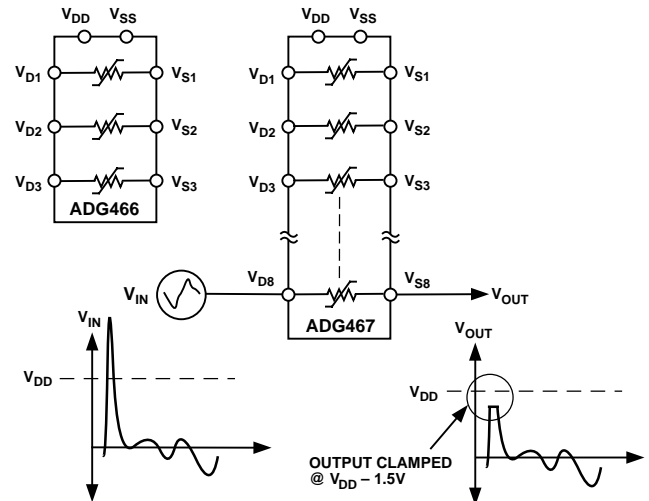 VDD VSS
VD1 VS1
VD2 VS2
VD3 VS3
ADG466
VDD VSS
VD1 VS1
VD2 VS2
VD3 VS3
VD8 VS8
VIN VOUT
ADG467
VIN
VDD
VOUT
VDD
OUTPUT CLAMPED
@ VDD – 1.5V